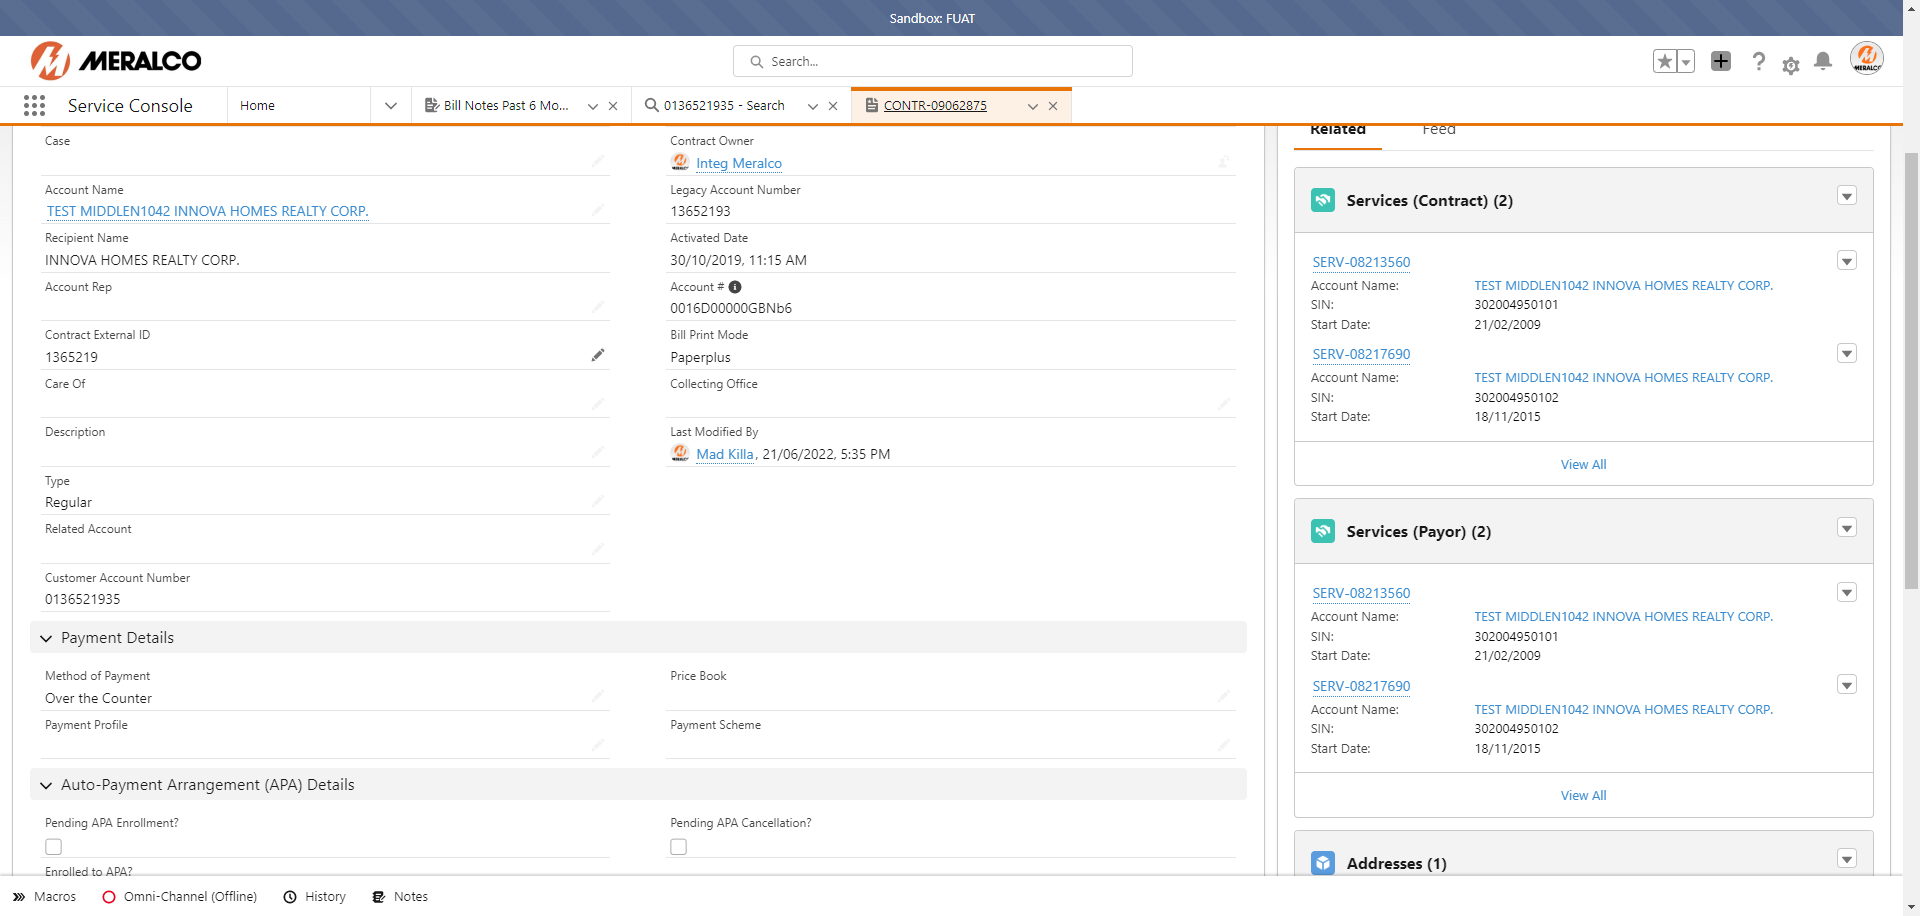 Sandbox: FUAT
MERALCO
Search...
MERALCO
Service Console
Home
Bill Notes Past 6 Mo...
0136521935 - Search
CONTR-09062875
Case
Contract Owner
Integ Meralco
Account Name
TEST MIDDLEN1042 INNOVA HOMES REALTY CORP.
Legacy Account Number
13652193
Recipient Name
INNOVA HOMES REALTY CORP.
Activated Date
30/10/2019, 11:15 AM
Account Rep
Account #
0016D00000GBNb6
Contract External ID
1365219
Bill Print Mode
Paperplus
Care Of
Collecting Office
Description
Last Modified By
Mad Killa, 21/06/2022, 5:35 PM
Type
Regular
Related Account
Customer Account Number
0136521935
Payment Details
Method of Payment
Over the Counter
Price Book
Payment Profile
Payment Scheme
Auto-Payment Arrangement (APA) Details
Pending APA Enrollment?
Pending APA Cancellation?
Enrolled to APA?
Related
Feed
Services (Contract) (2)
SERV-08213560
Account Name: TEST MIDDLEN1042 INNOVA HOMES REALTY CORP.
SIN: 302004950101
Start Date: 21/02/2009
SERV-08217690
Account Name: TEST MIDDLEN1042 INNOVA HOMES REALTY CORP.
SIN: 302004950102
Start Date: 18/11/2015
View All
Services (Payor) (2)
SERV-08213560
Account Name: TEST MIDDLEN1042 INNOVA HOMES REALTY CORP.
SIN: 302004950101
Start Date: 21/02/2009
SERV-08217690
Account Name: TEST MIDDLEN1042 INNOVA HOMES REALTY CORP.
SIN: 302004950102
Start Date: 18/11/2015
View All
Addresses (1)
Macros
Omni-Channel (Offline)
History
Notes